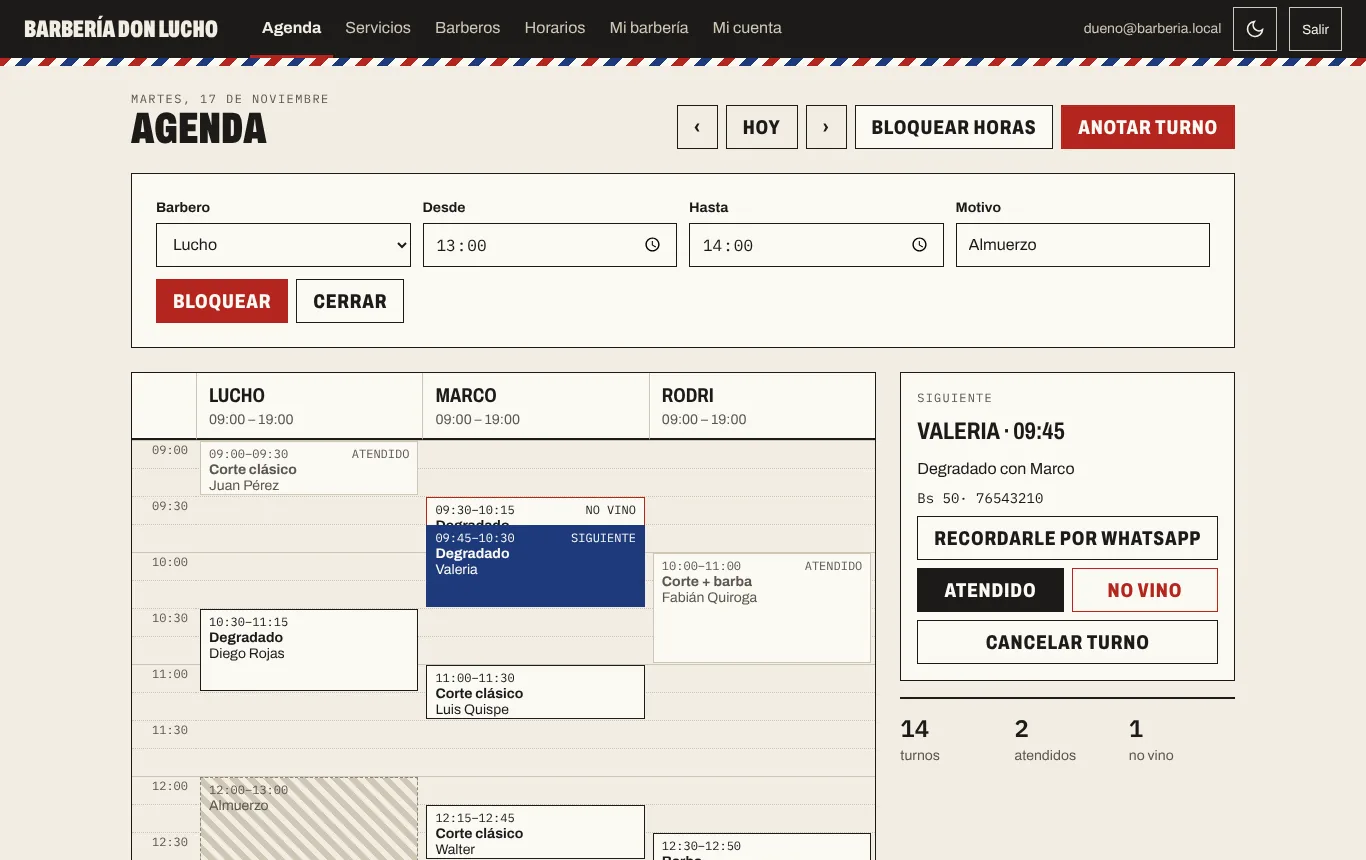 BARBERÍA DON LUCHO Agenda Servicios Barberos Horarios Mi barbería Mi cuenta dueno@barberia.local Salir
MARTES, 17 DE NOVIEMBRE
AGENDA
‹ HOY › BLOQUEAR HORAS ANOTAR TURNO
Barbero Desde Hasta Motivo
Lucho 13:00 14:00 Almuerzo
BLOQUEAR CERRAR
LUCHO MARCO RODRI
09:00 – 19:00 09:00 – 19:00 09:00 – 19:00
09:00
09:00–09:30 ATENDIDO
Corte clásico
Juan Pérez
09:30
09:30–10:15 NO VINO
Degradado
09:45–10:30 SIGUIENTE
Degradado
Valeria
10:00
10:00–11:00 ATENDIDO
Corte + barba
Fabián Quiroga
10:30
10:30–11:15
Degradado
Diego Rojas
11:00
11:00–11:30
Corte clásico
Luis Quispe
11:30
12:00
12:00–13:00
Almuerzo
12:15–12:45
Corte clásico
Walter
12:30
12:30–12:50
Barba
SIGUIENTE
VALERIA · 09:45
Degradado con Marco
Bs 50· 76543210
RECORDARLE POR WHATSAPP
ATENDIDO NO VINO
CANCELAR TURNO
14 2 1
turnos atendidos no vino